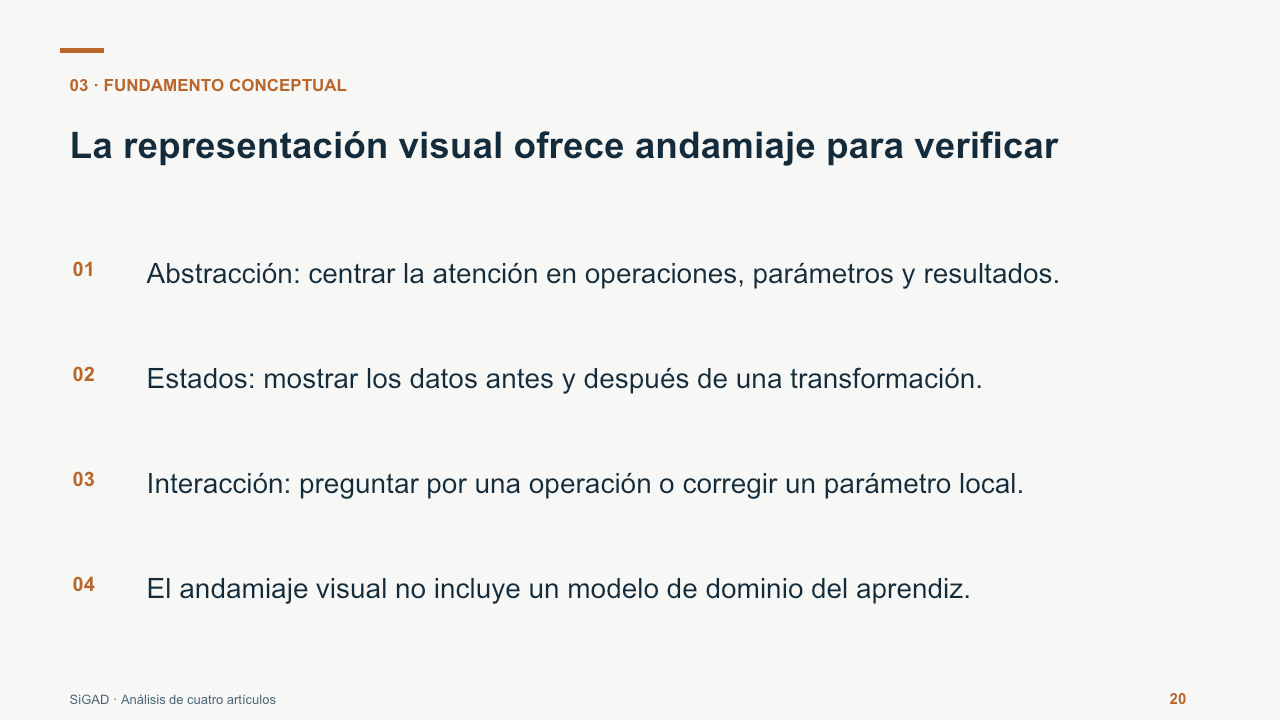 03 · FUNDAMENTO CONCEPTUAL
La representación visual ofrece andamiaje para verificar
01 Abstracción: centrar la atención en operaciones, parámetros y resultados.
02 Estados: mostrar los datos antes y después de una transformación.
03 Interacción: preguntar por una operación o corregir un parámetro local.
04 El andamiaje visual no incluye un modelo de dominio del aprendiz.
SiGAD · Análisis de cuatro artículos 20